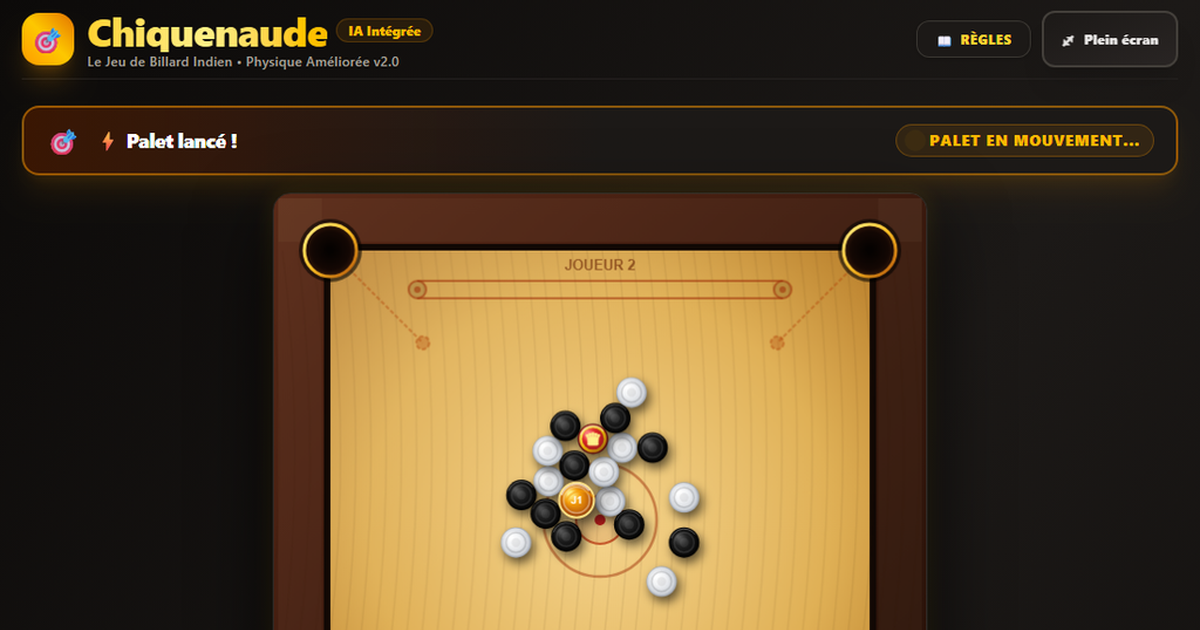 Chiquenaude
IA Intégrée
Le Jeu de Billard Indien • Physique Améliorée v2.0
RÈGLES
Plein écran
Palet lancé !
PALET EN MOUVEMENT...
JOUEUR 2
31